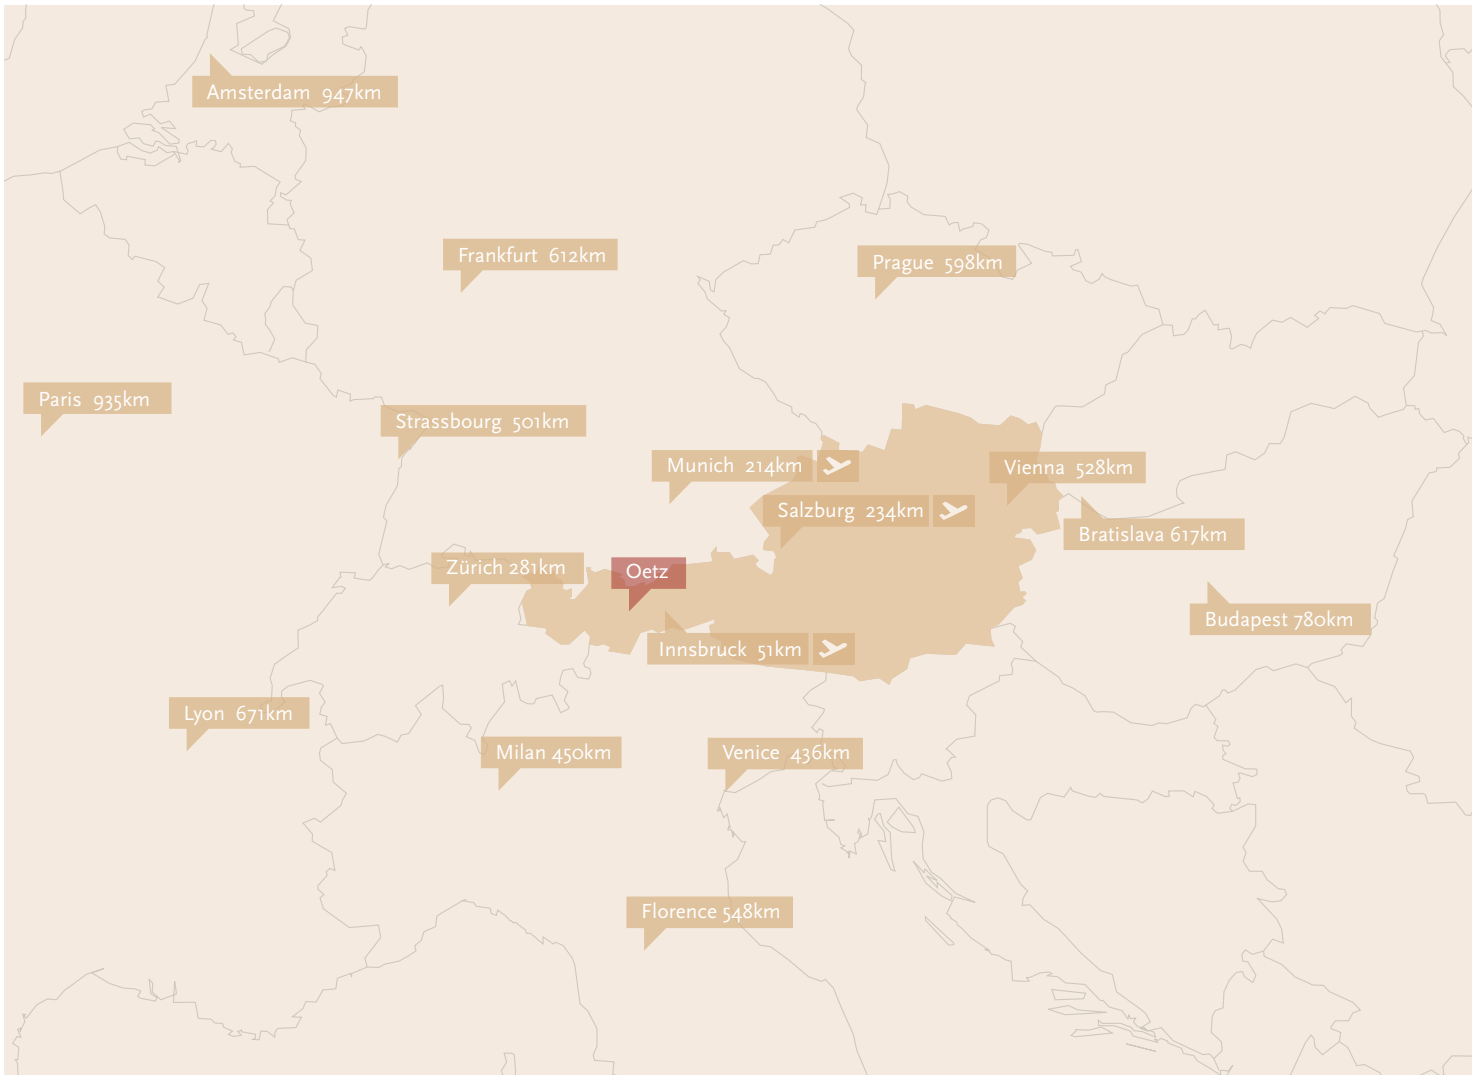 Amsterdam 947km
Frankfurt 612km
Prague 598km
Paris 935km
Strassbourg 501km
Munich 214km
Vienna 528km
Salzburg 234km
Bratislava 617km
Zürich 281km
Oetz
Budapest 780km
Innsbruck 51km
Lyon 671km
Milan 450km
Venice 436km
Florence 548km